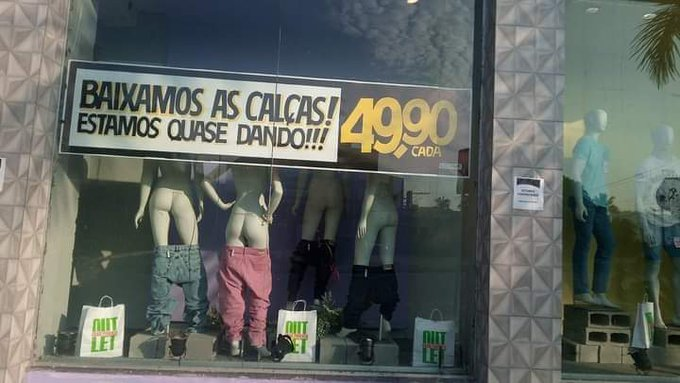 BAIXAMOS AS CALÇAS!
ESTAMOS QUASE DANDO!!!
49,90
CADA
OUT
LET
OUT
LET
OUT
LET